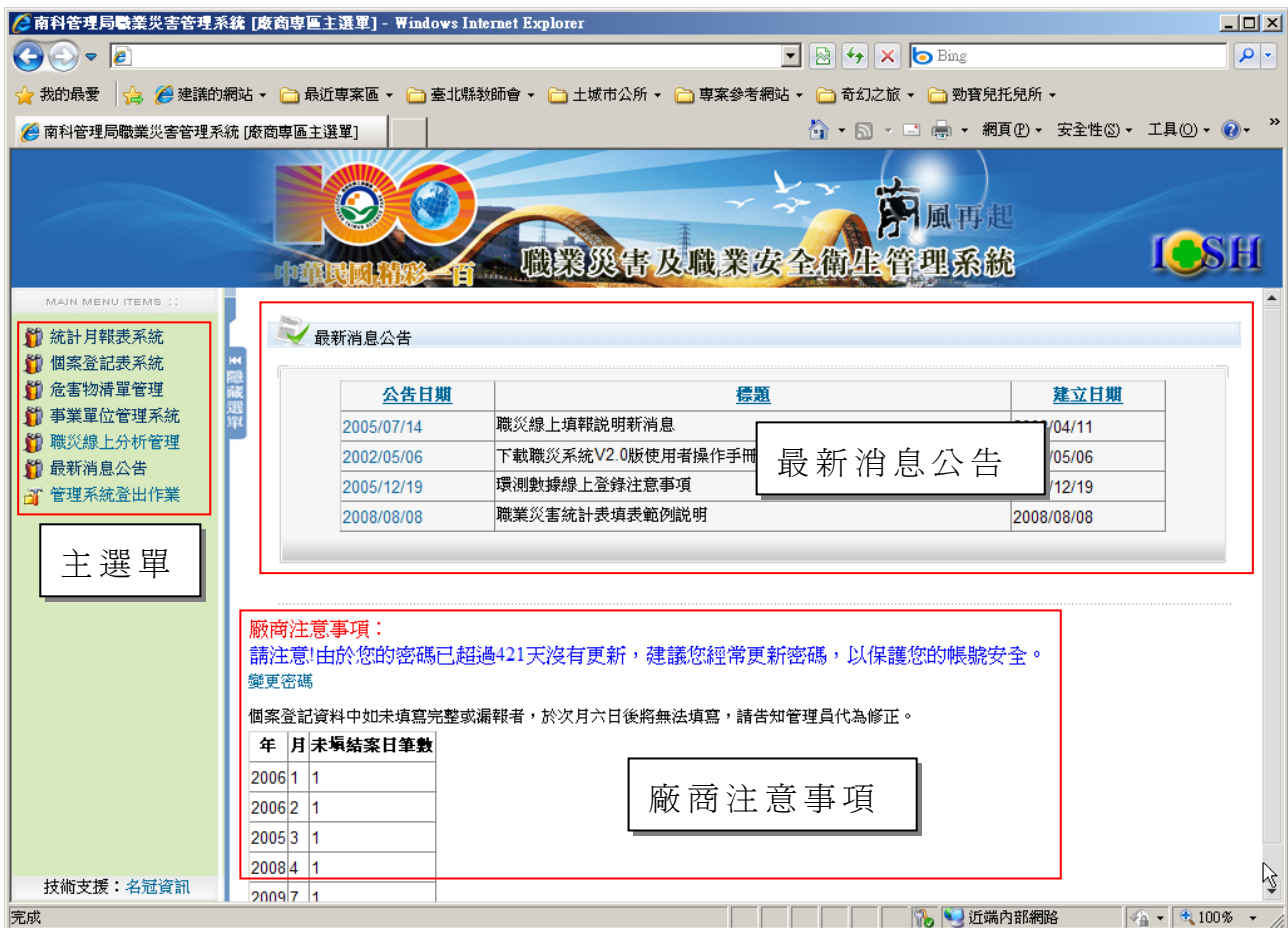 南科管理局職業災害管理系統 [廠商專區主選單] - Windows Internet Explorer
Bing
我的最愛 建議的網站 最近專案區 臺北縣教師會 土城市公所 專案參考網站 奇幻之旅 勁寶兒托兒所
南科管理局職業災害管理系統 [廠商專區主選單] 網頁(P) 安全性(S) 工具(O)
100
南風再起
中華民國精彩一百
職業災害及職業安全衛生管理系統
IOSH
MAIN MENU ITEMS ::
統計月報表系統
個案登記表系統
危害物清單管理
事業單位管理系統
職災線上分析管理
最新消息公告
管理系統登出作業
主選單
隱藏選單
最新消息公告
公告日期 標題 建立日期
2005/07/14 職災線上填報說明新消息 /04/11
2002/05/06 下載職災系統V2.0版使用者操作手冊 /05/06
2005/12/19 環測數據線上登錄注意事項 /12/19
2008/08/08 職業災害統計表填表範例說明 2008/08/08
最新消息公告
廠商注意事項：
請注意!由於您的密碼已超過421天沒有更新，建議您經常更新密碼，以保護您的帳號安全。
變更密碼
個案登記資料中如未填寫完整或漏報者，於次月六日後將無法填寫，請告知管理員代為修正。
年 月 未填結案日筆數
2006 1 1
2006 2 1
2005 3 1
2008 4 1
2009 7 1
廠商注意事項
技術支援：名冠資訊
完成 近端內部網路 100%